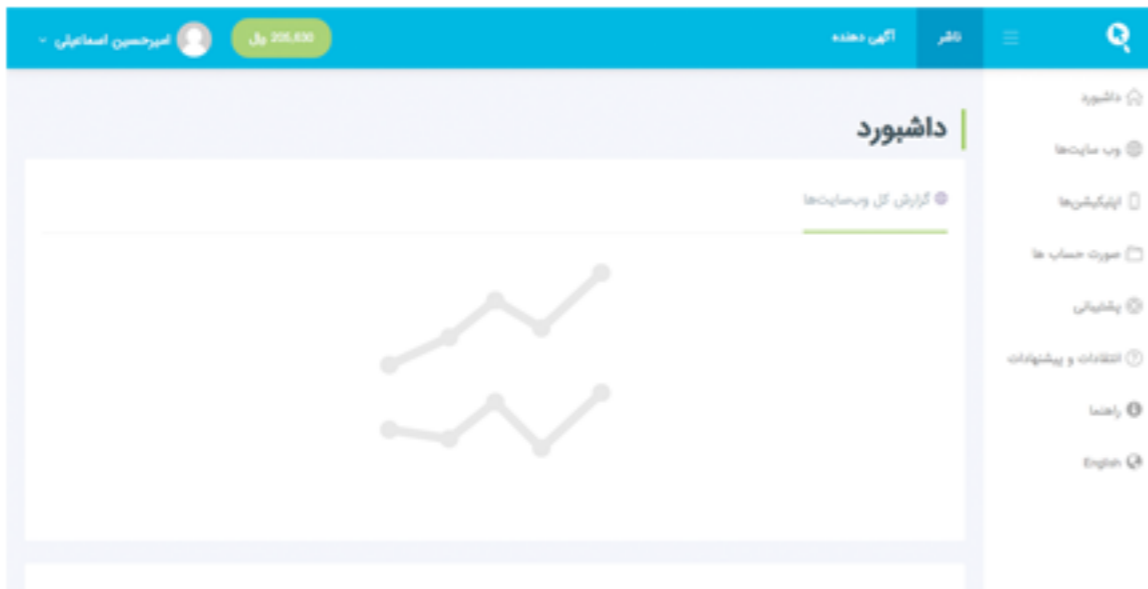 ناشر
آگهی دهنده
205,630 ریال
امیرحسین اسماعیلی
داشبورد
وب سایت‌ها
اپلیکیشن‌ها
صورت حساب ها
پشتیبانی
انتقادات و پیشنهادات
راهنما
English
داشبورد
گزارش کل وب‌سایت‌ها